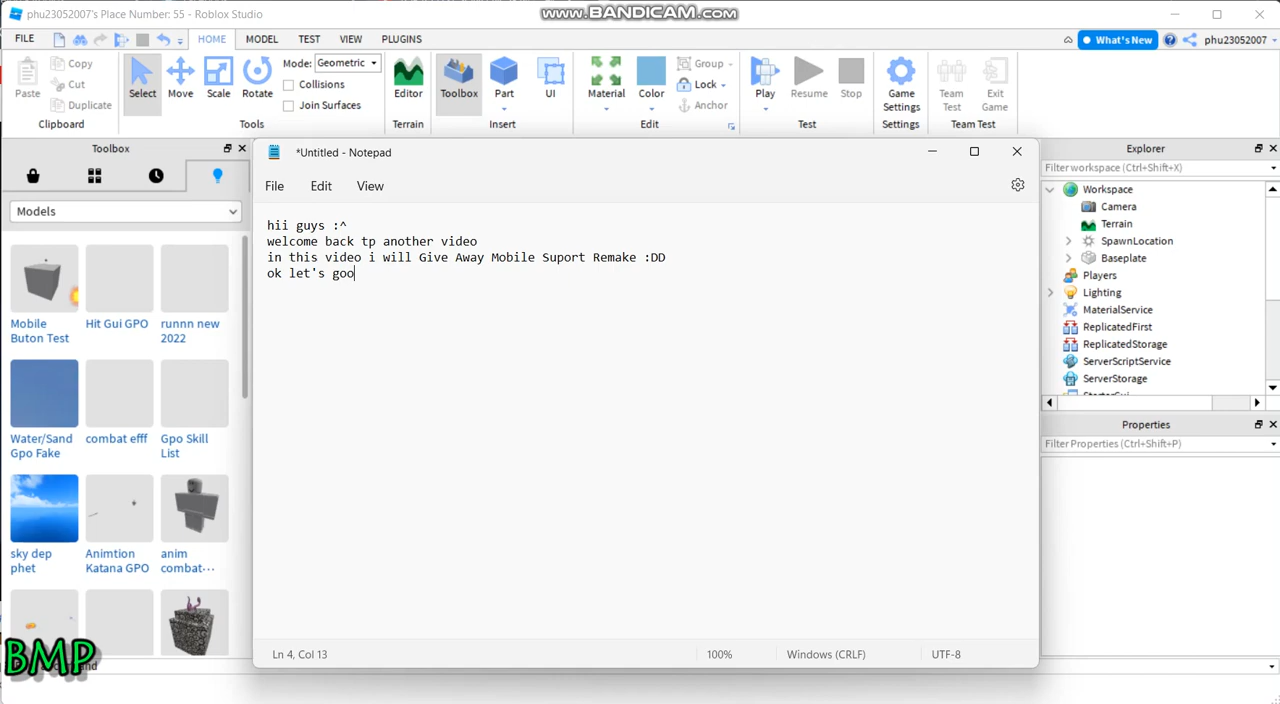 phu23052007's Place Number: 55 - Roblox Studio
www.BANDICAM.com
FILE
HOME
MODEL
TEST
VIEW
PLUGINS
What's New
phu23052007
Paste
Copy
Cut
Duplicate
Clipboard
Select
Move
Scale
Rotate
Mode: Geometric
Collisions
Join Surfaces
Tools
Editor
Terrain
Toolbox
Part
UI
Insert
Material
Color
Group
Lock
Anchor
Edit
Play
Resume
Stop
Test
Game
Settings
Settings
Team
Test
Exit
Game
Team Test
Toolbox
Models
Mobile
Buton Test
Hit Gui GPO
runnn new
2022
Water/Sand
Gpo Fake
combat efff
Gpo Skill
List
sky dep
phet
Animtion
Katana GPO
anim
combat···
BMP
*Untitled - Notepad
File
Edit
View
hii guys :^
welcome back tp another video
in this video i will Give Away Mobile Suport Remake :DD
ok let's goo
Ln 4, Col 13
100%
Windows (CRLF)
UTF-8
Explorer
Filter workspace (Ctrl+Shift+X)
Workspace
Camera
Terrain
SpawnLocation
Baseplate
Players
Lighting
MaterialService
ReplicatedFirst
ReplicatedStorage
ServerScriptService
ServerStorage
Properties
Filter Properties (Ctrl+Shift+P)